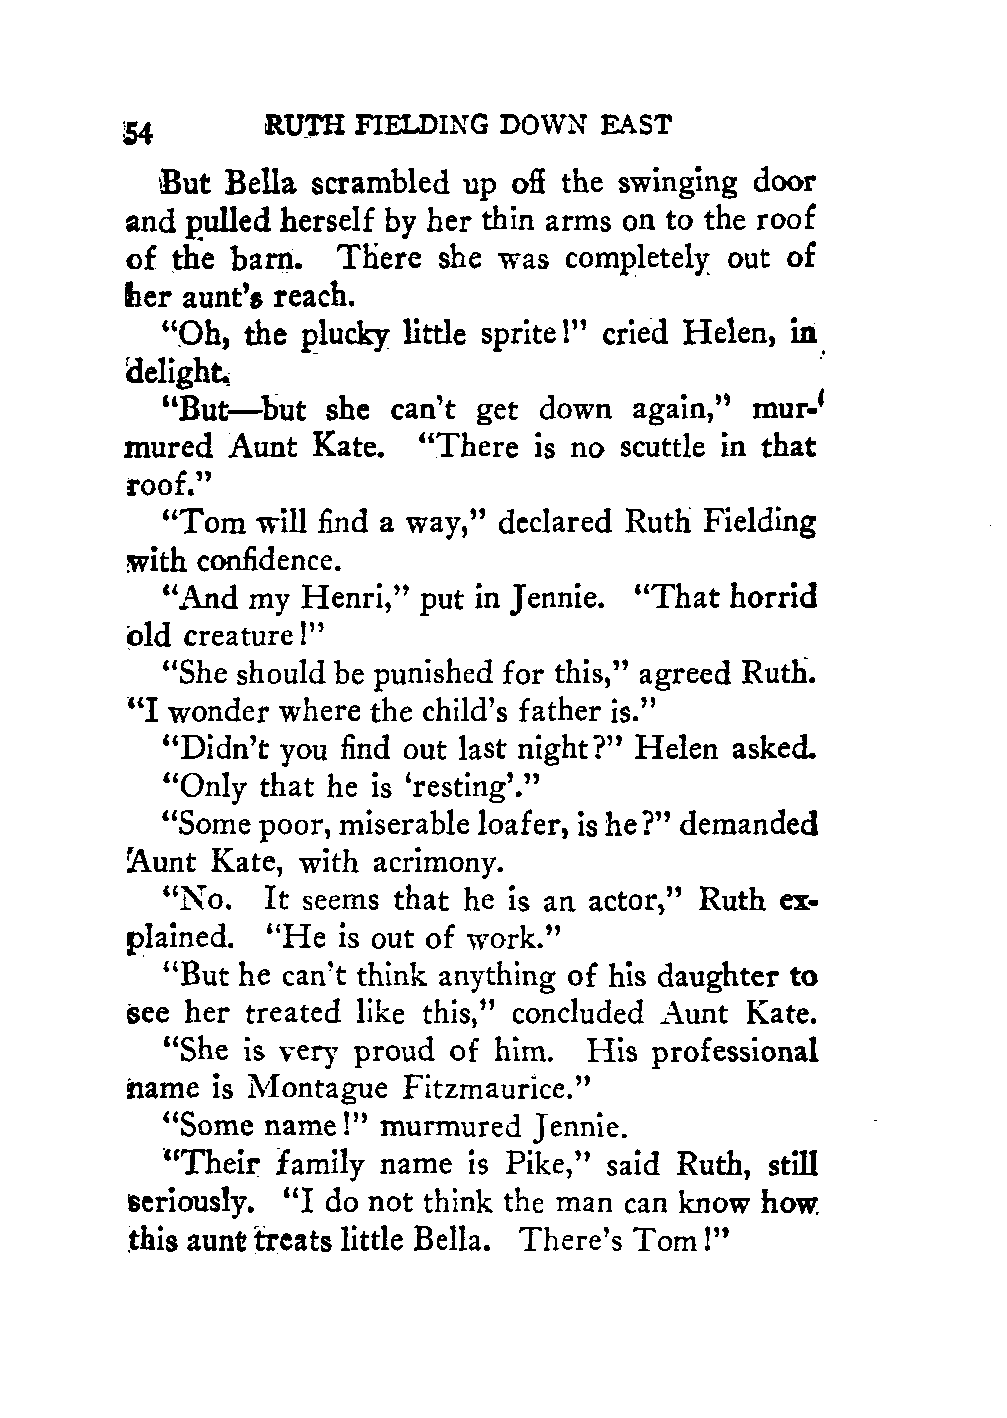 54 RUTH FIELDING DOWN EAST
But Bella scrambled up off the swinging door
and pulled herself by her thin arms on to the roof
of the barn. There she was completely out of
her aunt's reach.
"Oh, the plucky little sprite!" cried Helen, in
delight.
"But—but she can't get down again," mur-
mured Aunt Kate. "There is no scuttle in that
roof."
"Tom will find a way," declared Ruth Fielding
with confidence.
"And my Henri," put in Jennie. "That horrid
old creature!"
"She should be punished for this," agreed Ruth.
"I wonder where the child's father is."
"Didn't you find out last night?" Helen asked.
"Only that he is 'resting'."
"Some poor, miserable loafer, is he?" demanded
Aunt Kate, with acrimony.
"No. It seems that he is an actor," Ruth ex-
plained. "He is out of work."
"But he can't think anything of his daughter to
see her treated like this," concluded Aunt Kate.
"She is very proud of him. His professional
name is Montague Fitzmaurice."
"Some name!" murmured Jennie.
"Their family name is Pike," said Ruth, still
seriously. "I do not think the man can know how
this aunt treats little Bella. There's Tom!"